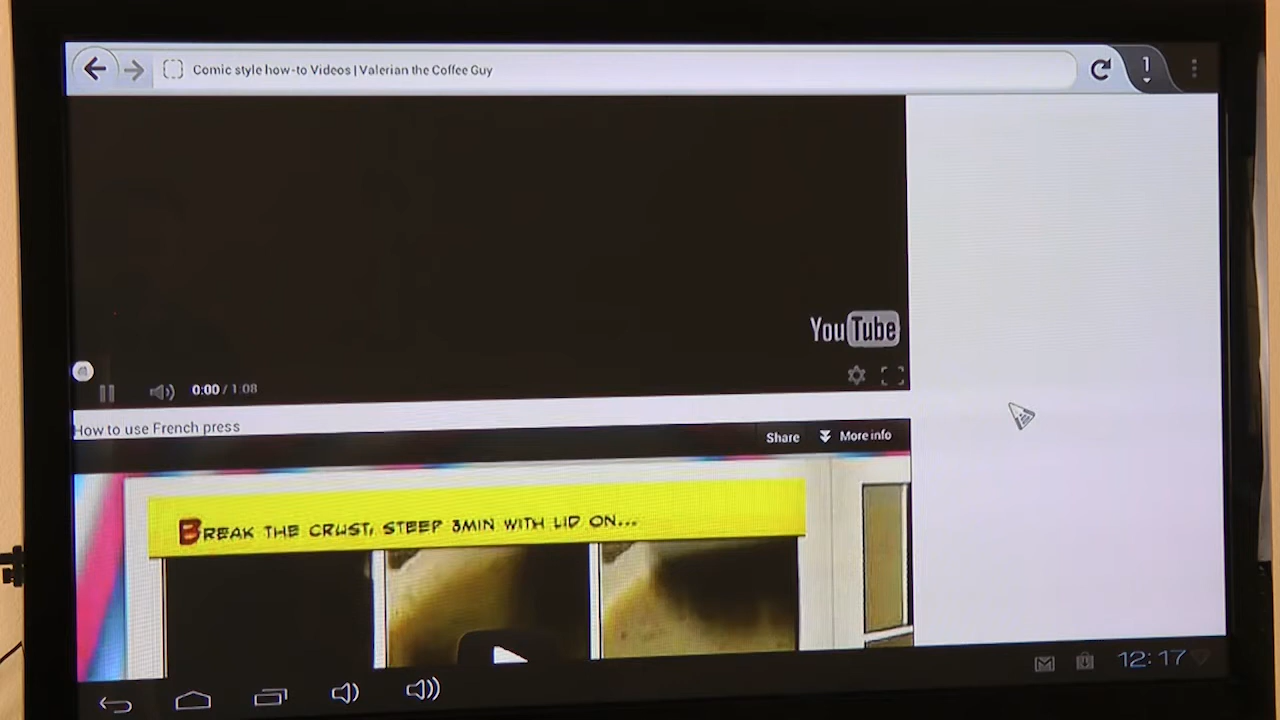 Comic style how-to Videos | Valerian the Coffee Guy
1
YouTube
0:00 / 1:08
How to use French press
Share
More info
BREAK THE CRUST, STEEP 3MIN WITH LID ON...
12:17